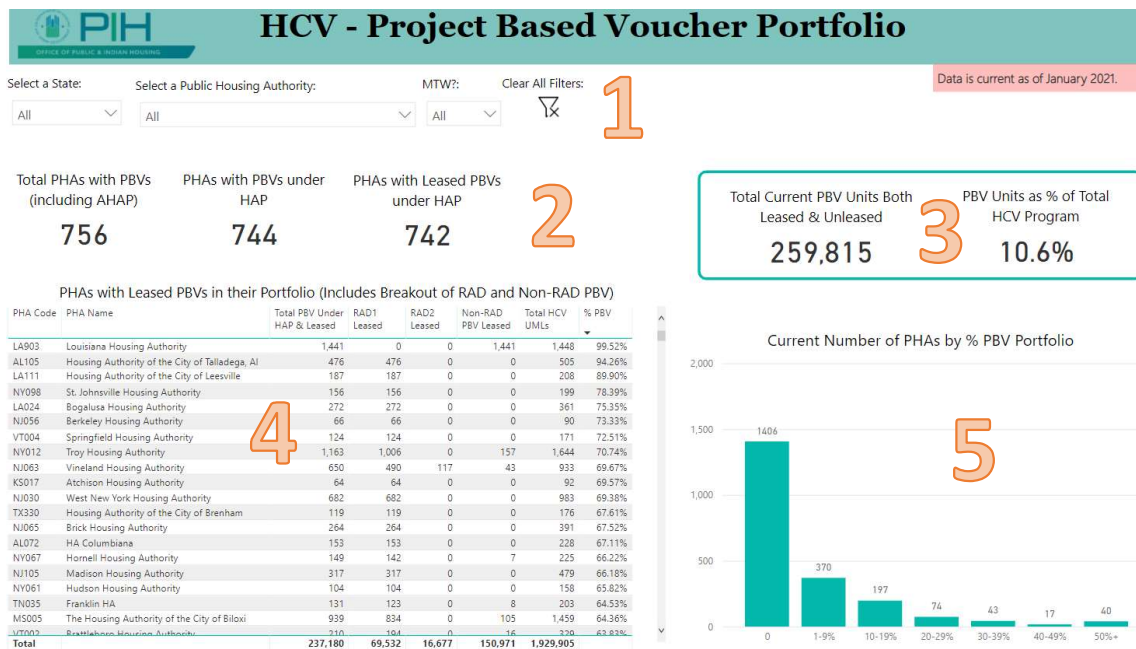 PIH
OFFICE OF PUBLIC & INDIAN HOUSING
HCV - Project Based Voucher Portfolio
Data is current as of January 2021.
Select a State:
All
Select a Public Housing Authority:
All
MTW?:
All
Clear All Filters:
1
Total PHAs with PBVs
(including AHAP)
756
PHAs with PBVs under
HAP
744
PHAs with Leased PBVs
under HAP
742
2
Total Current PBV Units Both
Leased & Unleased
259,815
3
PBV Units as % of Total
HCV Program
10.6%
PHAs with Leased PBVs in their Portfolio (Includes Breakout of RAD and Non-RAD PBV)
PHA Code PHA Name Total PBV Under HAP & Leased RAD1 Leased RAD2 Leased Non-RAD PBV Leased Total HCV UMLs % PBV
LA903 Louisiana Housing Authority 1,441 0 0 1,441 1,448 99.52%
AL105 Housing Authority of the City of Talladega, Al 476 476 0 0 505 94.26%
LA111 Housing Authority of the City of Leesville 187 187 0 0 208 89.90%
NY098 St. Johnsville Housing Authority 156 156 0 0 199 78.39%
LA024 Bogalusa Housing Authority 272 272 0 0 361 75.35%
NJ056 Berkeley Housing Authority 66 66 0 0 90 73.33%
VT004 Springfield Housing Authority 124 124 0 0 171 72.51%
NY012 Troy Housing Authority 1,163 1,006 0 157 1,644 70.74%
NJ063 Vineland Housing Authority 650 490 117 43 933 69.67%
KS017 Atchison Housing Authority 64 64 0 0 92 69.57%
NJ030 West New York Housing Authority 682 682 0 0 983 69.38%
TX330 Housing Authority of the City of Brenham 119 119 0 0 176 67.61%
NJ065 Brick Housing Authority 264 264 0 0 391 67.52%
AL072 HA Columbiana 153 153 0 0 228 67.11%
NY067 Hornell Housing Authority 149 142 0 7 225 66.22%
NJ105 Madison Housing Authority 317 317 0 0 479 66.18%
NY061 Hudson Housing Authority 104 104 0 0 158 65.82%
TN035 Franklin HA 131 123 0 8 203 64.53%
MS005 The Housing Authority of the City of Biloxi 939 834 0 105 1,459 64.36%
VT002 Brattleboro Housing Authority 210 194 0 16 329 63.83%
Total 237,180 69,532 16,677 150,971 1,929,905
4
Current Number of PHAs by % PBV Portfolio
2,000
1,500
1,000
500
0
1406
370
197
74
43
17
40
0 1-9% 10-19% 20-29% 30-39% 40-49% 50%+
5